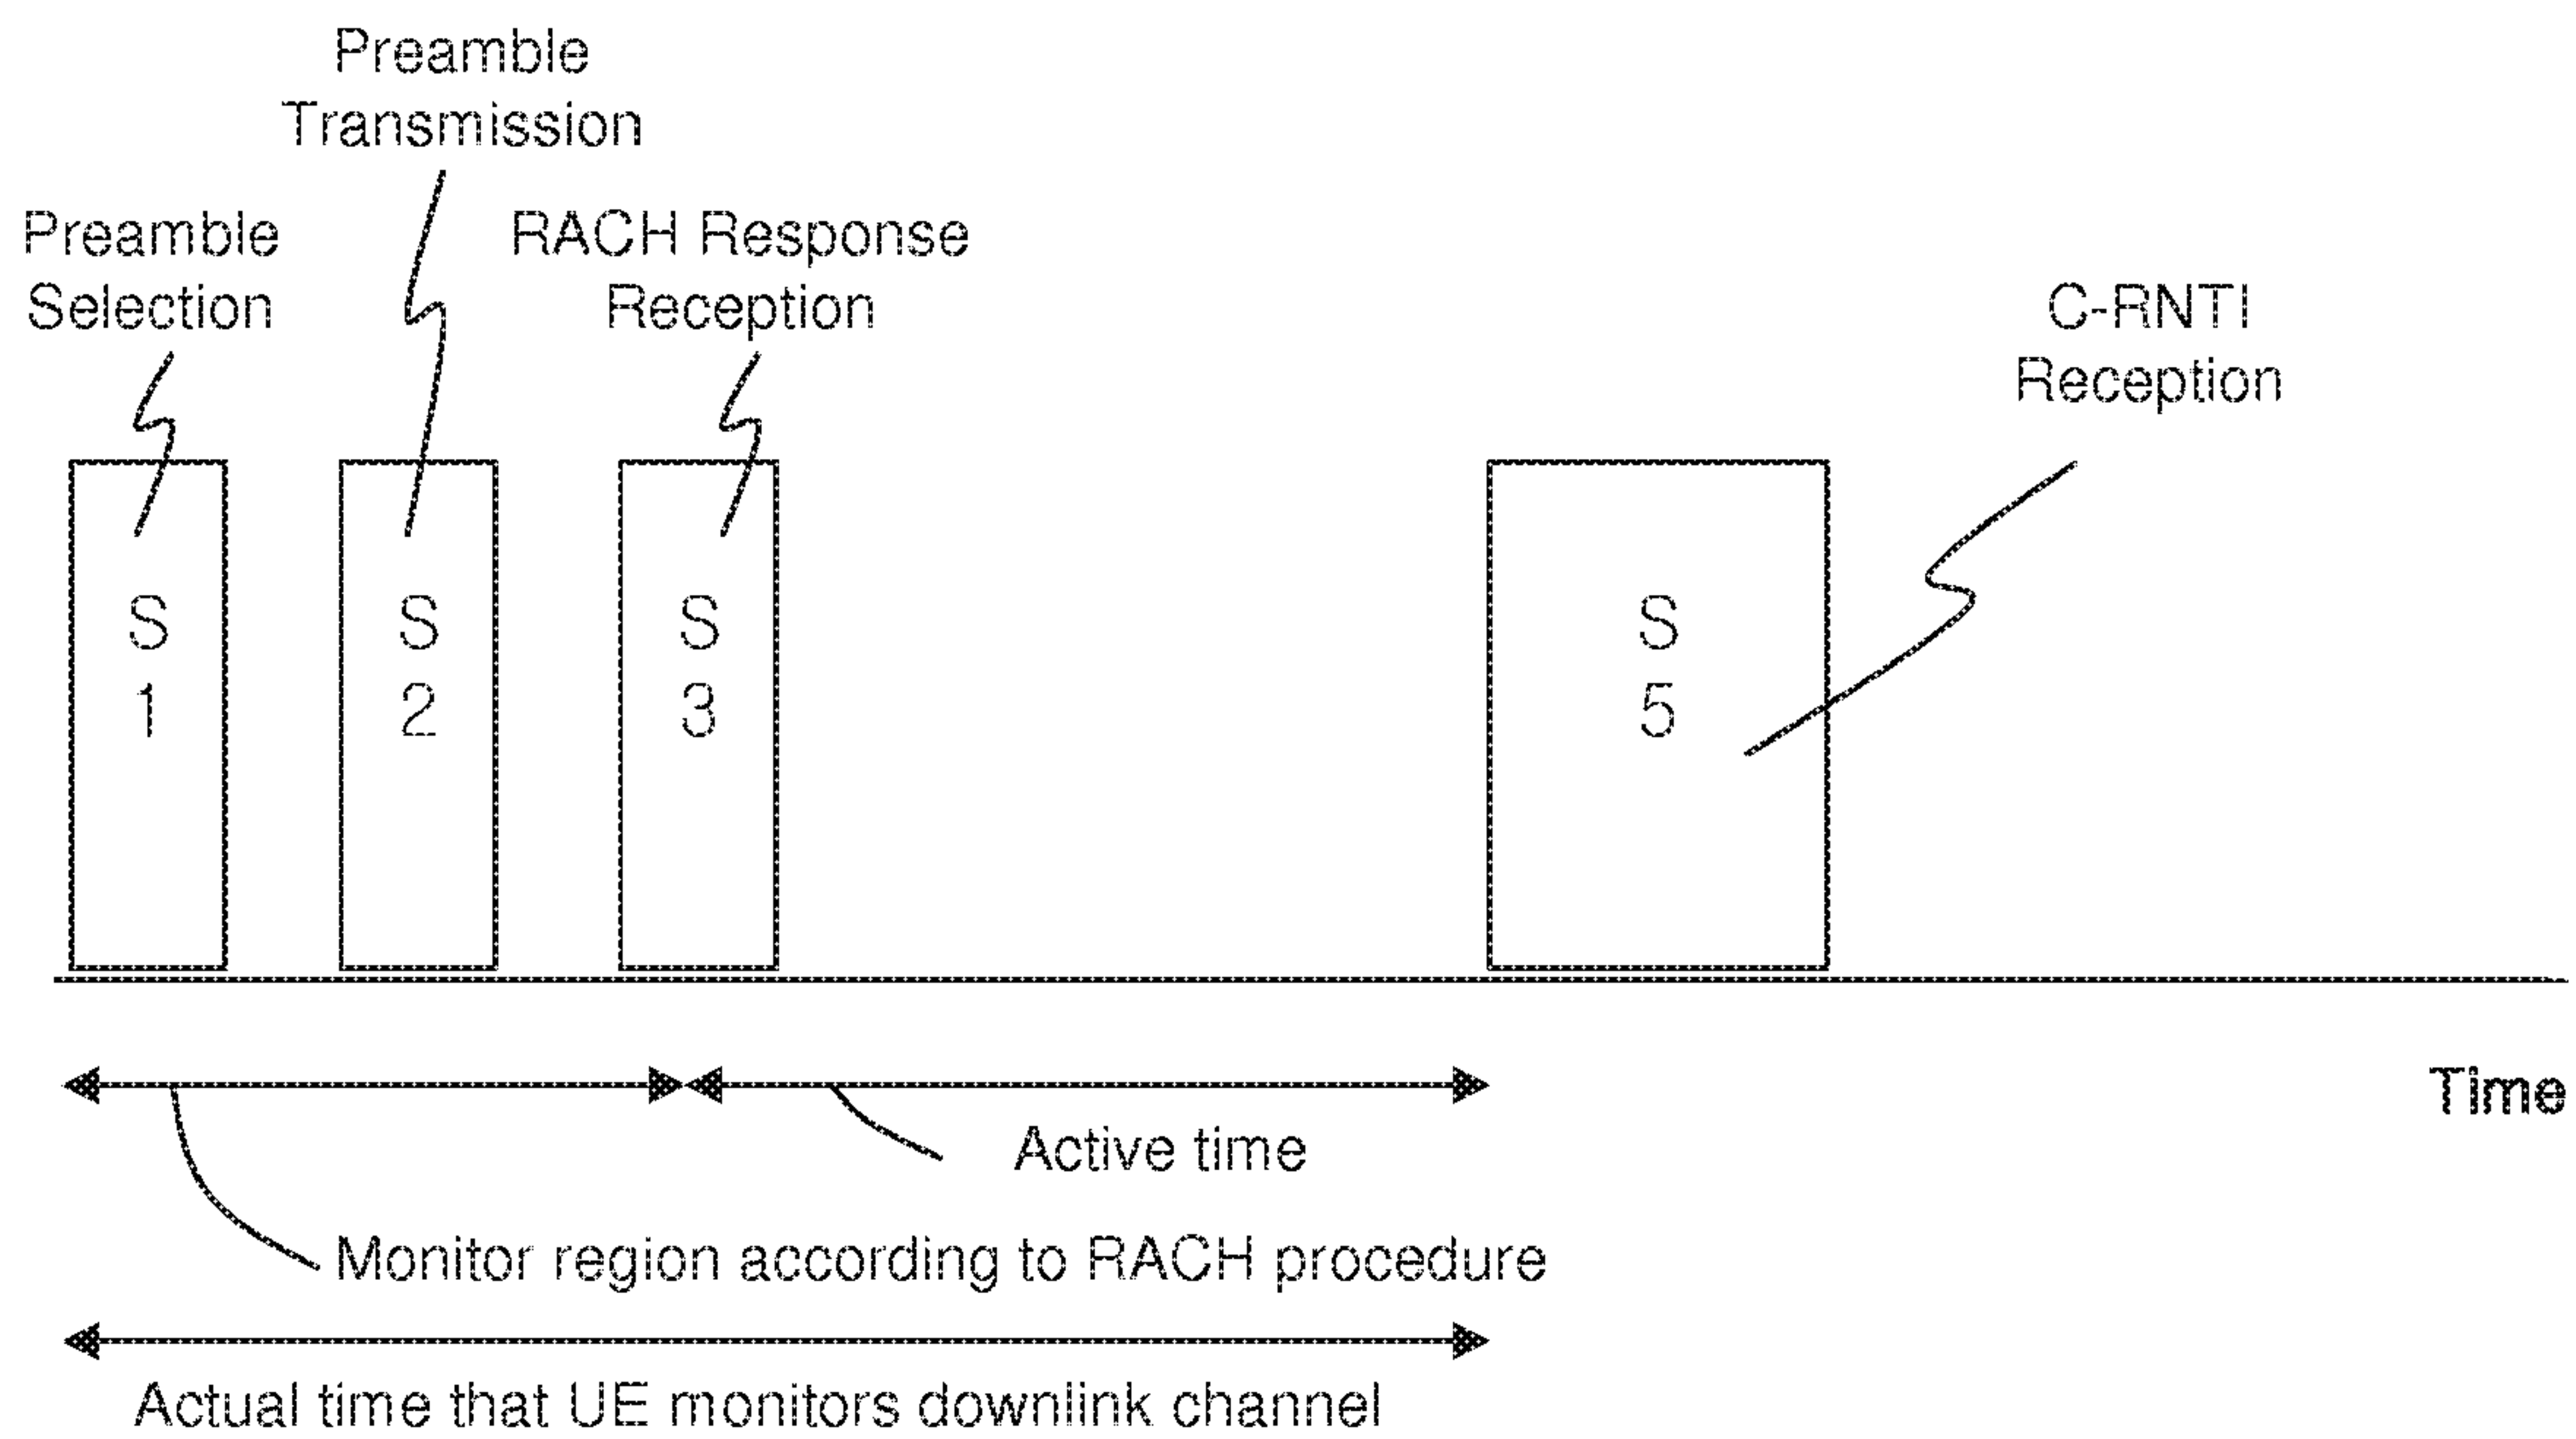 Preamble
Transmission
Preamble
Selection
RACH Response
Reception
C-RNTI
Reception
S
1
S
2
S
3
S
5
Time
Active time
Monitor region according to RACH procedure
Actual time that UE monitors downlink channel